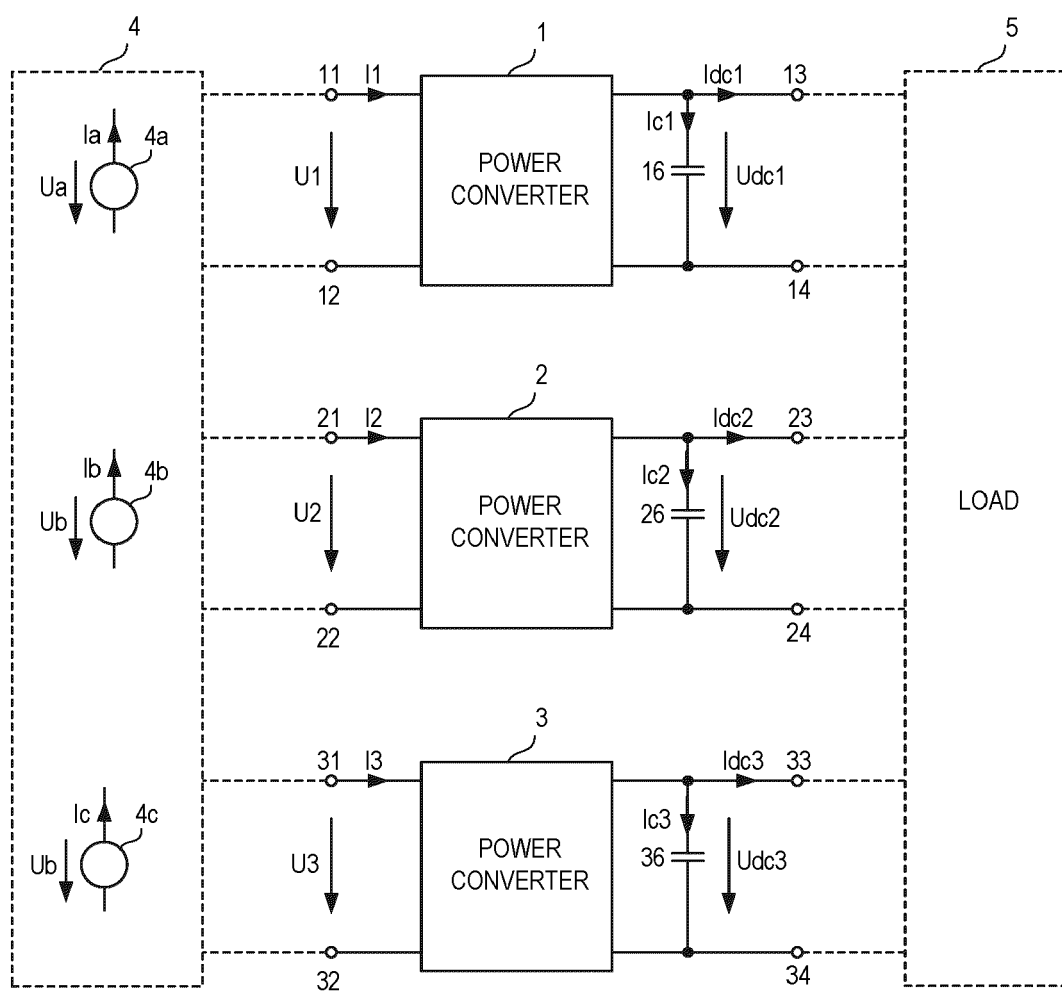 4
1
5
11
I1
Idc1
13
Ia
4a
Ua
U1
POWER
CONVERTER
Ic1
16
Udc1
12
14
2
21
I2
Idc2
23
Ib
4b
Ub
U2
POWER
CONVERTER
Ic2
26
Udc2
LOAD
22
24
3
31
I3
Idc3
33
Ic
4c
Ub
U3
POWER
CONVERTER
Ic3
36
Udc3
32
34